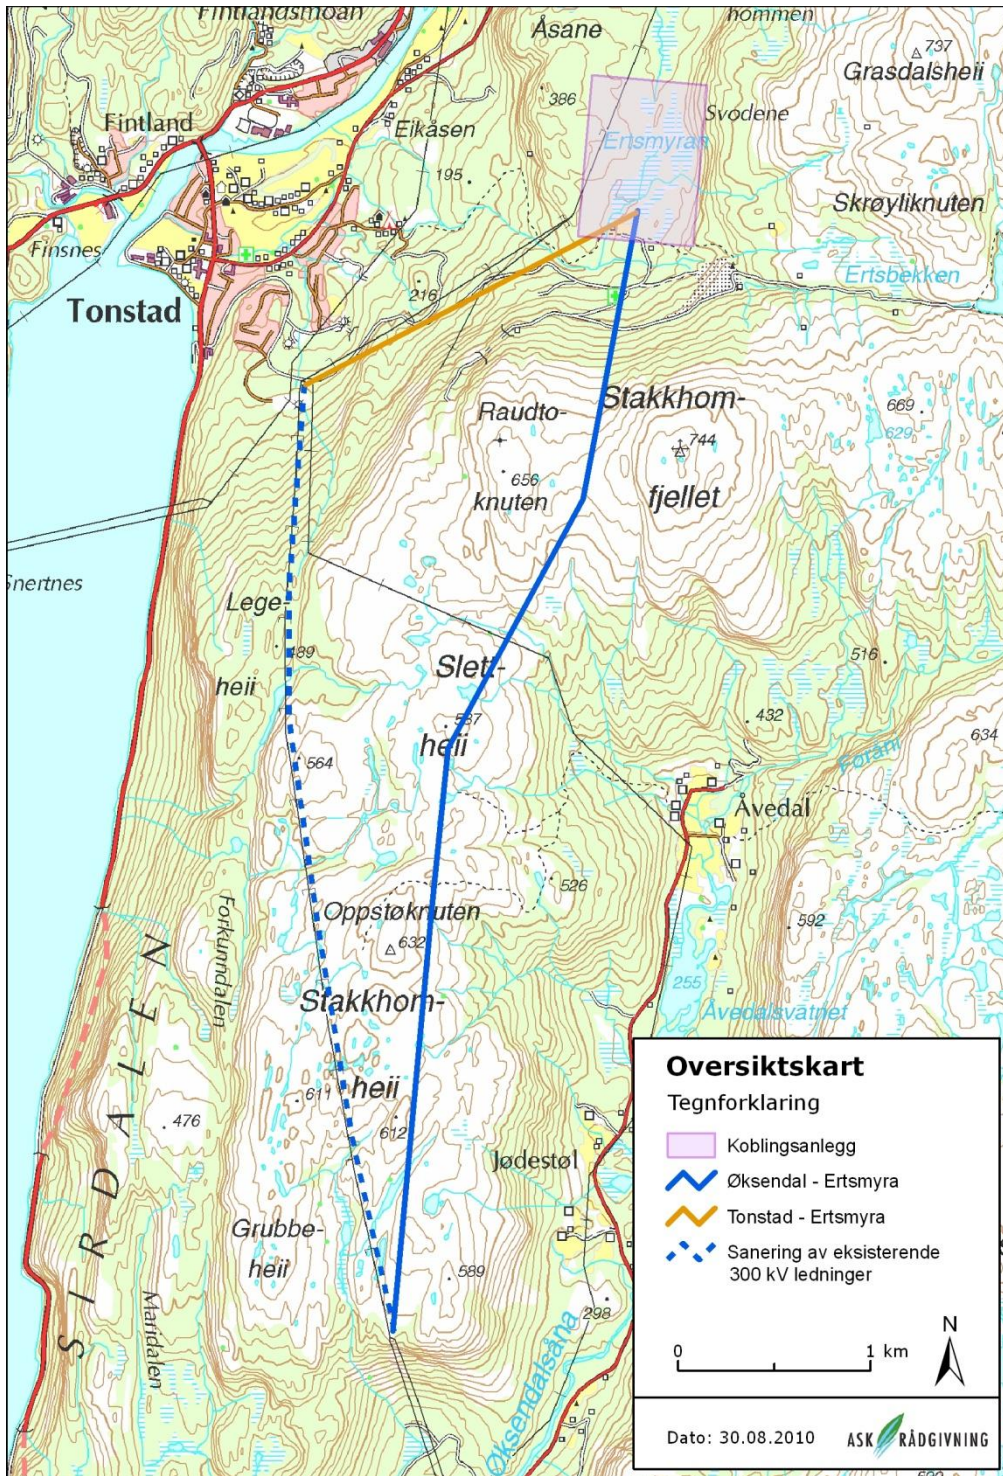 Fintlandsmoan
Åsane
hommen
737
Grasdalsheii
386
Svodene
Fintland
Eikåsen
Ertsmyran
195
Skrøyliknuten
Finsnes
Ertsbekken
216
Tonstad
Stakkhom-
669
Raudto-
629
744
656
knuten
fjellet
Snertnes
Lege-
489
516
Slett-
heii
432
587
634
heii
564
Foråni
Åvedal
526
Oppstøknuten
592
632
Forkunndalen
255
Stakkhom-
Åvedalsvatnet
SIRDALEN
heii
611
476
612
Jødestøl
Grubbe-
heii
589
298
Maridalen
Øksendalsåna
Oversiktskart
Tegnforklaring
Koblingsanlegg
Øksendal - Ertsmyra
Tonstad - Ertsmyra
Sanering av eksisterende
300 kV ledninger
N
0 1 km
Dato: 30.08.2010
ASK RÅDGIVNING